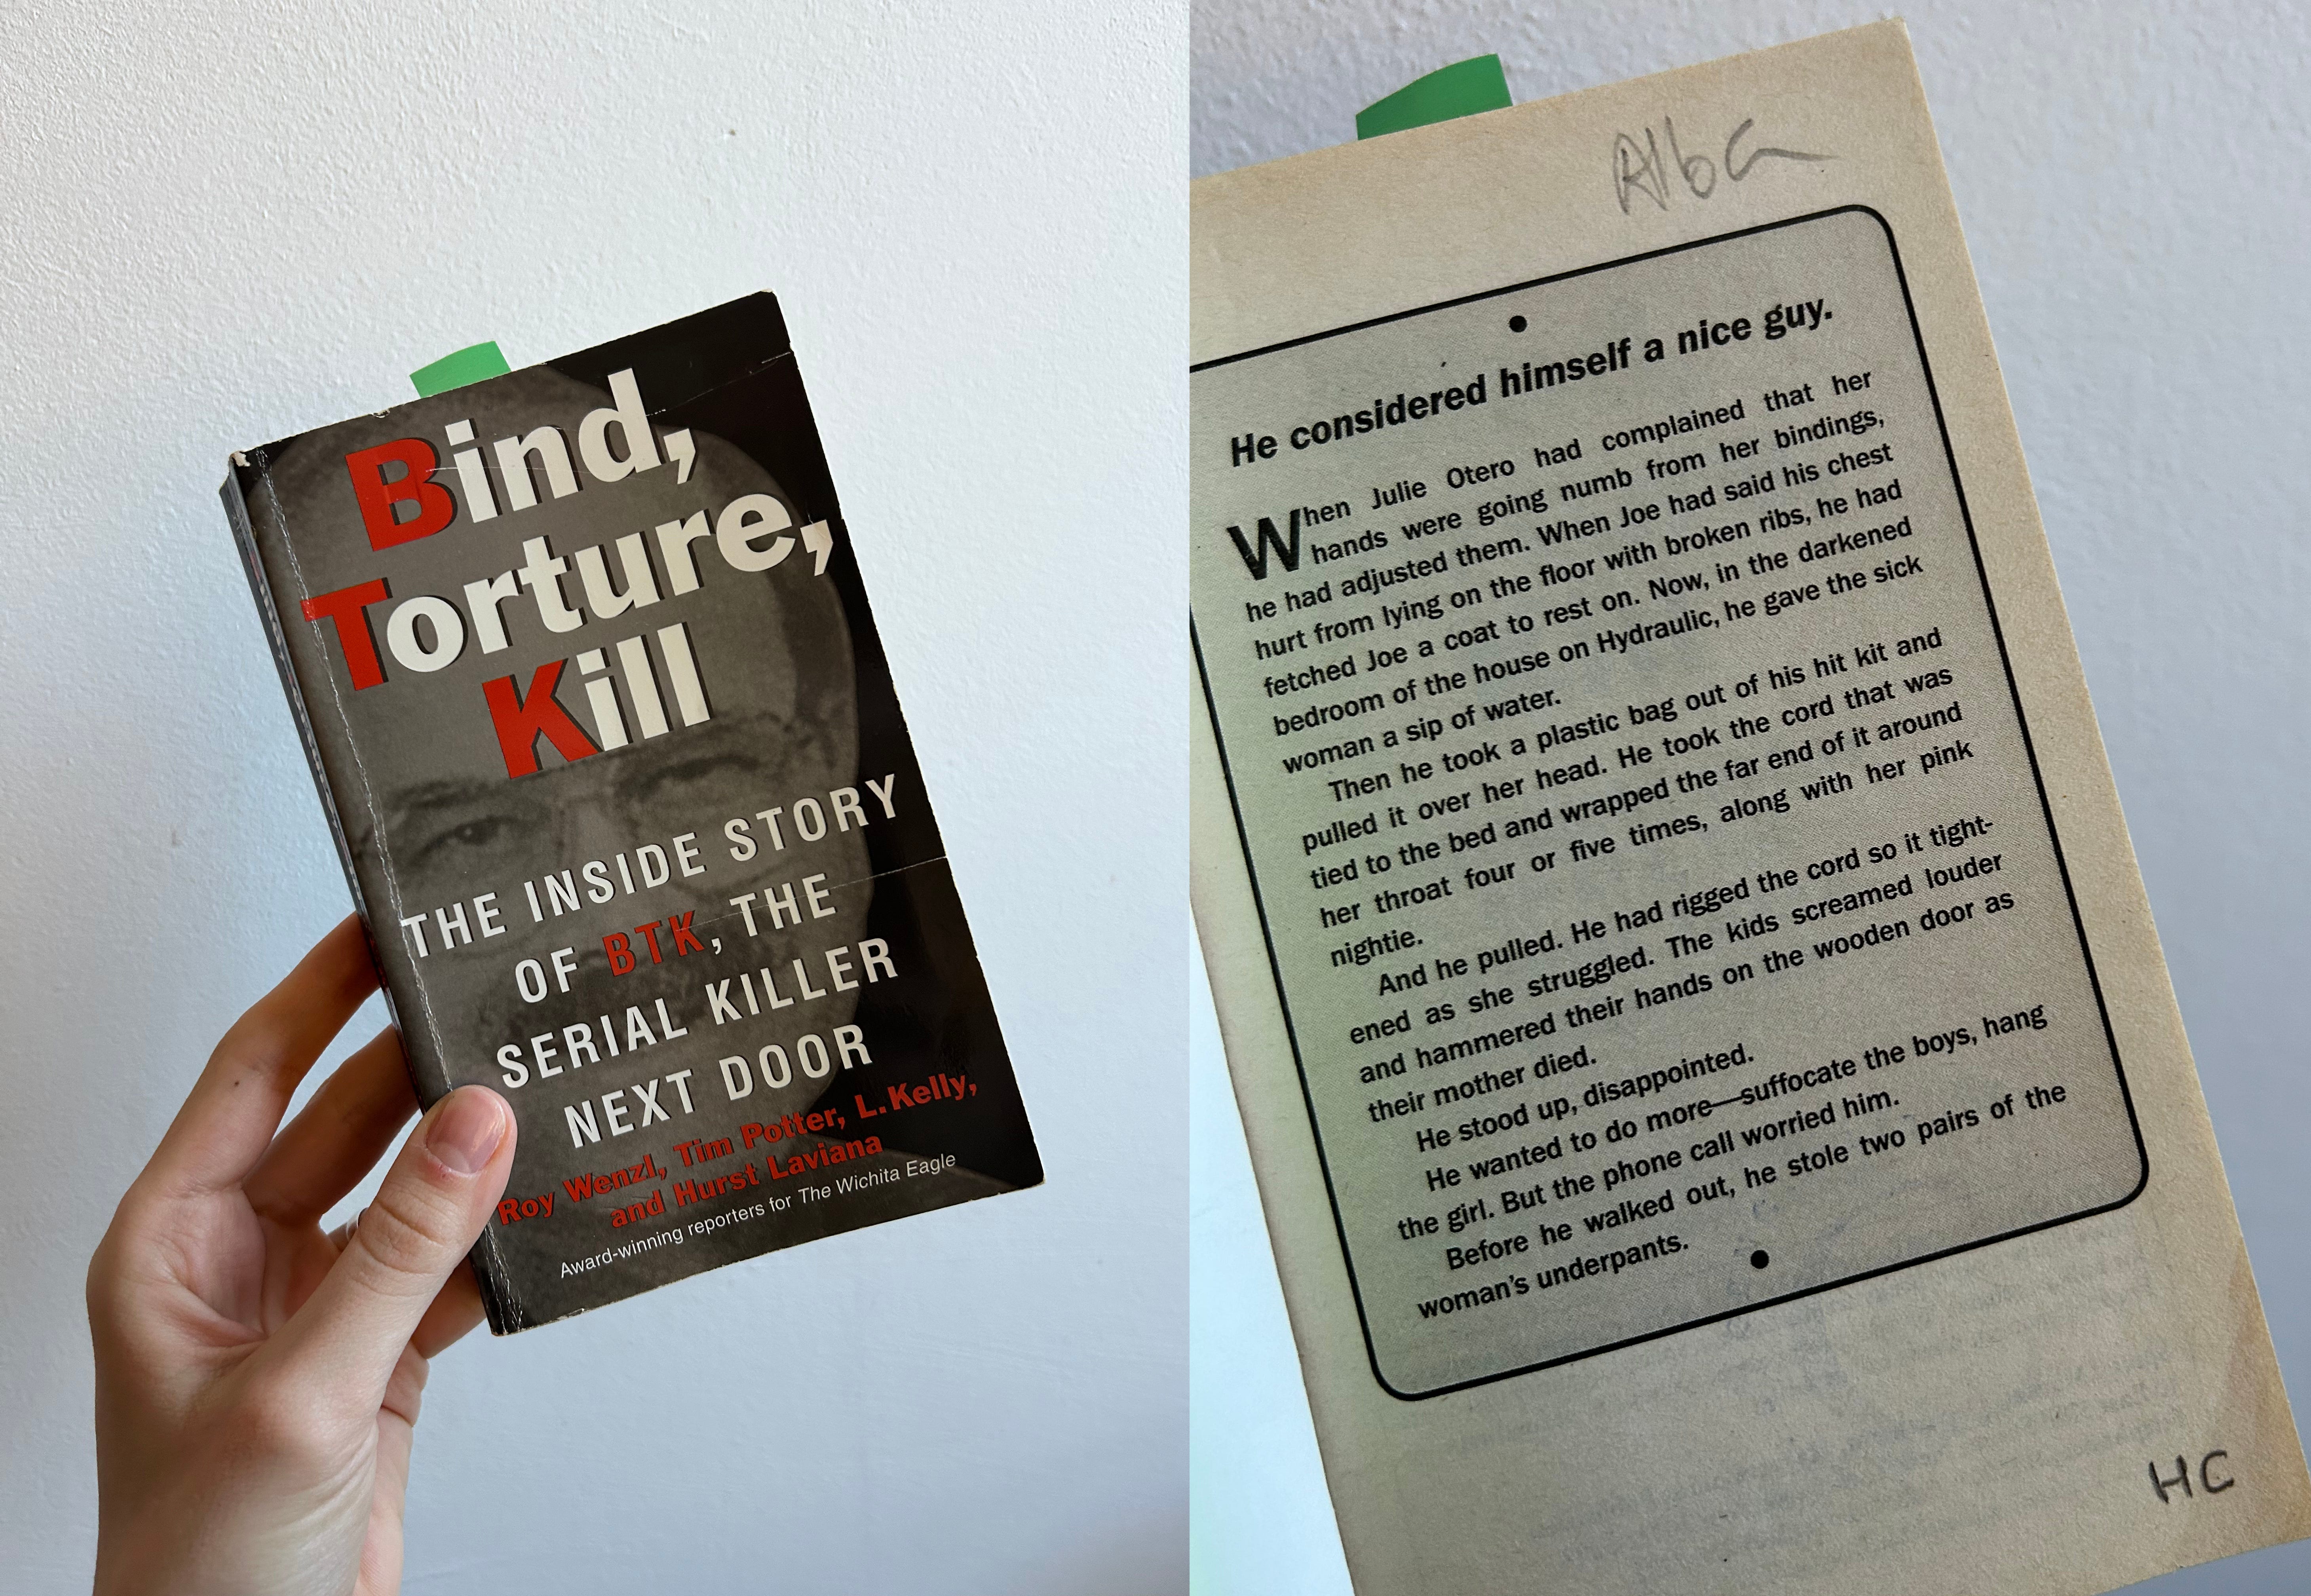 Bind,
Torture,
Kill
THE INSIDE STORY
OF BTK, THE
SERIAL KILLER
NEXT DOOR
Roy Wenzl, Tim Potter, L. Kelly,
and Hurst Laviana
Award-winning reporters for The Wichita Eagle
Alba
He considered himself a nice guy.
When Julie Otero had complained that her
hands were going numb from her bindings,
he had adjusted them. When Joe had said his chest
hurt from lying on the floor with broken ribs, he had
fetched Joe a coat to rest on. Now, in the darkened
bedroom of the house on Hydraulic, he gave the sick
woman a sip of water.
Then he took a plastic bag out of his hit kit and
pulled it over her head. He took the cord that was
tied to the bed and wrapped the far end of it around
her throat four or five times, along with her pink
nightie.
And he pulled. He had rigged the cord so it tight-
ened as she struggled. The kids screamed louder
and hammered their hands on the wooden door as
their mother died.
He stood up, disappointed.
He wanted to do more—suffocate the boys, hang
the girl. But the phone call worried him.
Before he walked out, he stole two pairs of the
woman's underpants.
HC